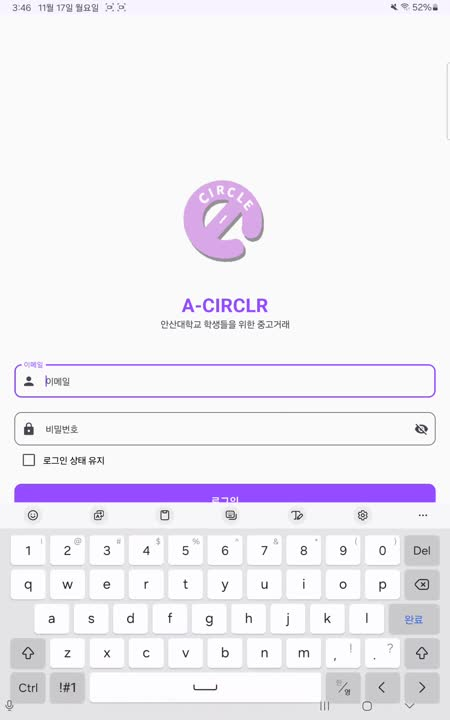 3:46 11월 17일 월요일 52%
CIRCLE
A-CIRCLR
안산대학교 학생들을 위한 중고거래
이메일
이메일
비밀번호
로그인 상태 유지
로그인
1 ! 2 @ 3 # 4 $ 5 % 6 ^ 7 & 8 * 9 ( 0 ) Del
q w e r t y u i o p
a s d f g h j k l 완료
z x c v b n m , ! . ?
Ctrl !#1 한/영